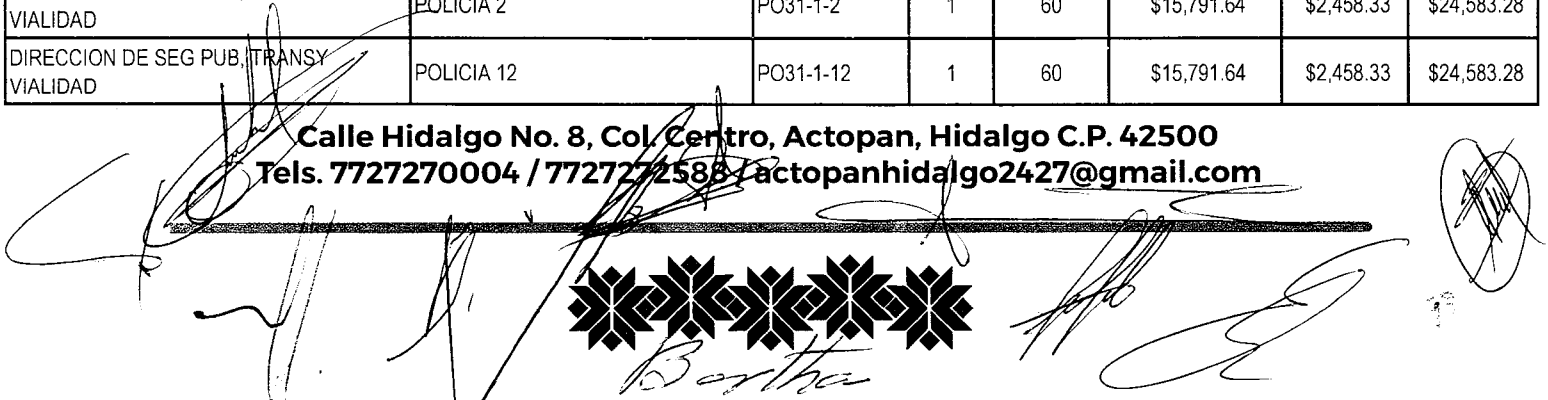 VIALIDAD POLICIA 2 PO31-1-2 1 60 $15,791.64 $2,458.33 $24,583.28
DIRECCION DE SEG PUB, TRANSY
VIALIDAD POLICIA 12 PO31-1-12 1 60 $15,791.64 $2,458.33 $24,583.28
Calle Hidalgo No. 8, Col. Centro, Actopan, Hidalgo C.P. 42500
Tels. 7727270004 / 7727272588 / actopanhidalgo2427@gmail.com
Bertha